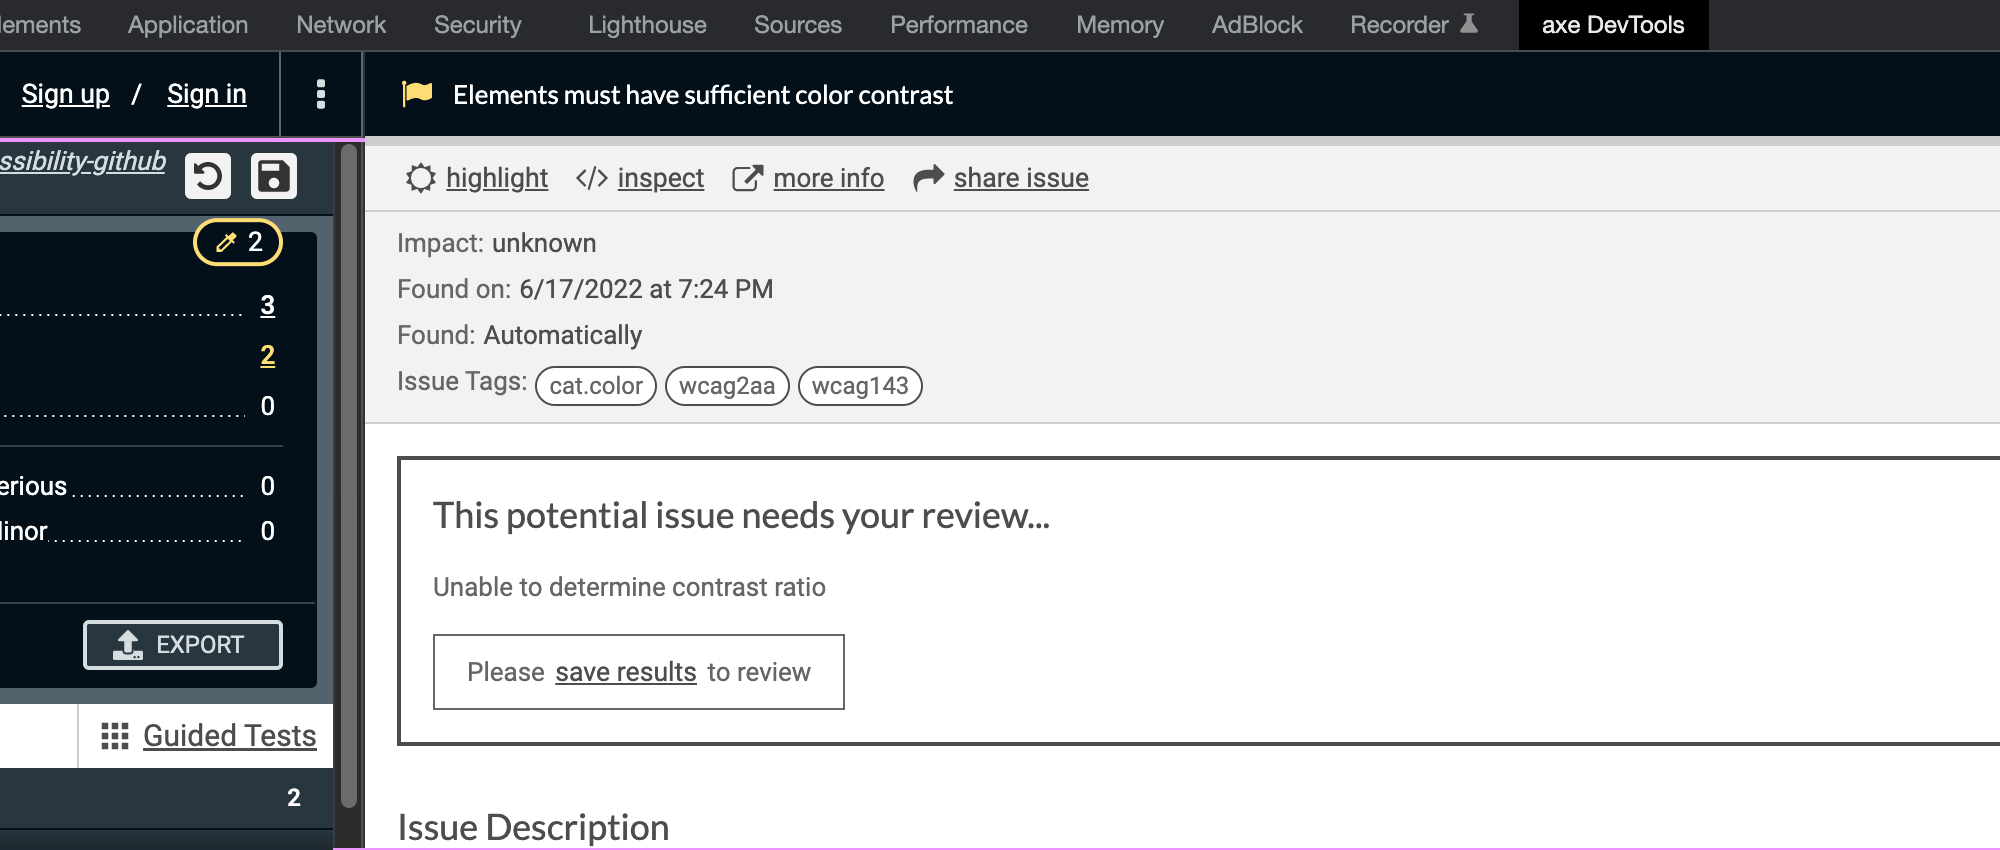 lements Application Network Security Lighthouse Sources Performance Memory AdBlock Recorder axe DevTools
Sign up / Sign in
Elements must have sufficient color contrast
ssibility-github
highlight </> inspect more info share issue
2
3
2
0
erious 0
linor 0
EXPORT
Guided Tests
2
Impact: unknown
Found on: 6/17/2022 at 7:24 PM
Found: Automatically
Issue Tags: cat.color wcag2aa wcag143
This potential issue needs your review...
Unable to determine contrast ratio
Please save results to review
Issue Description